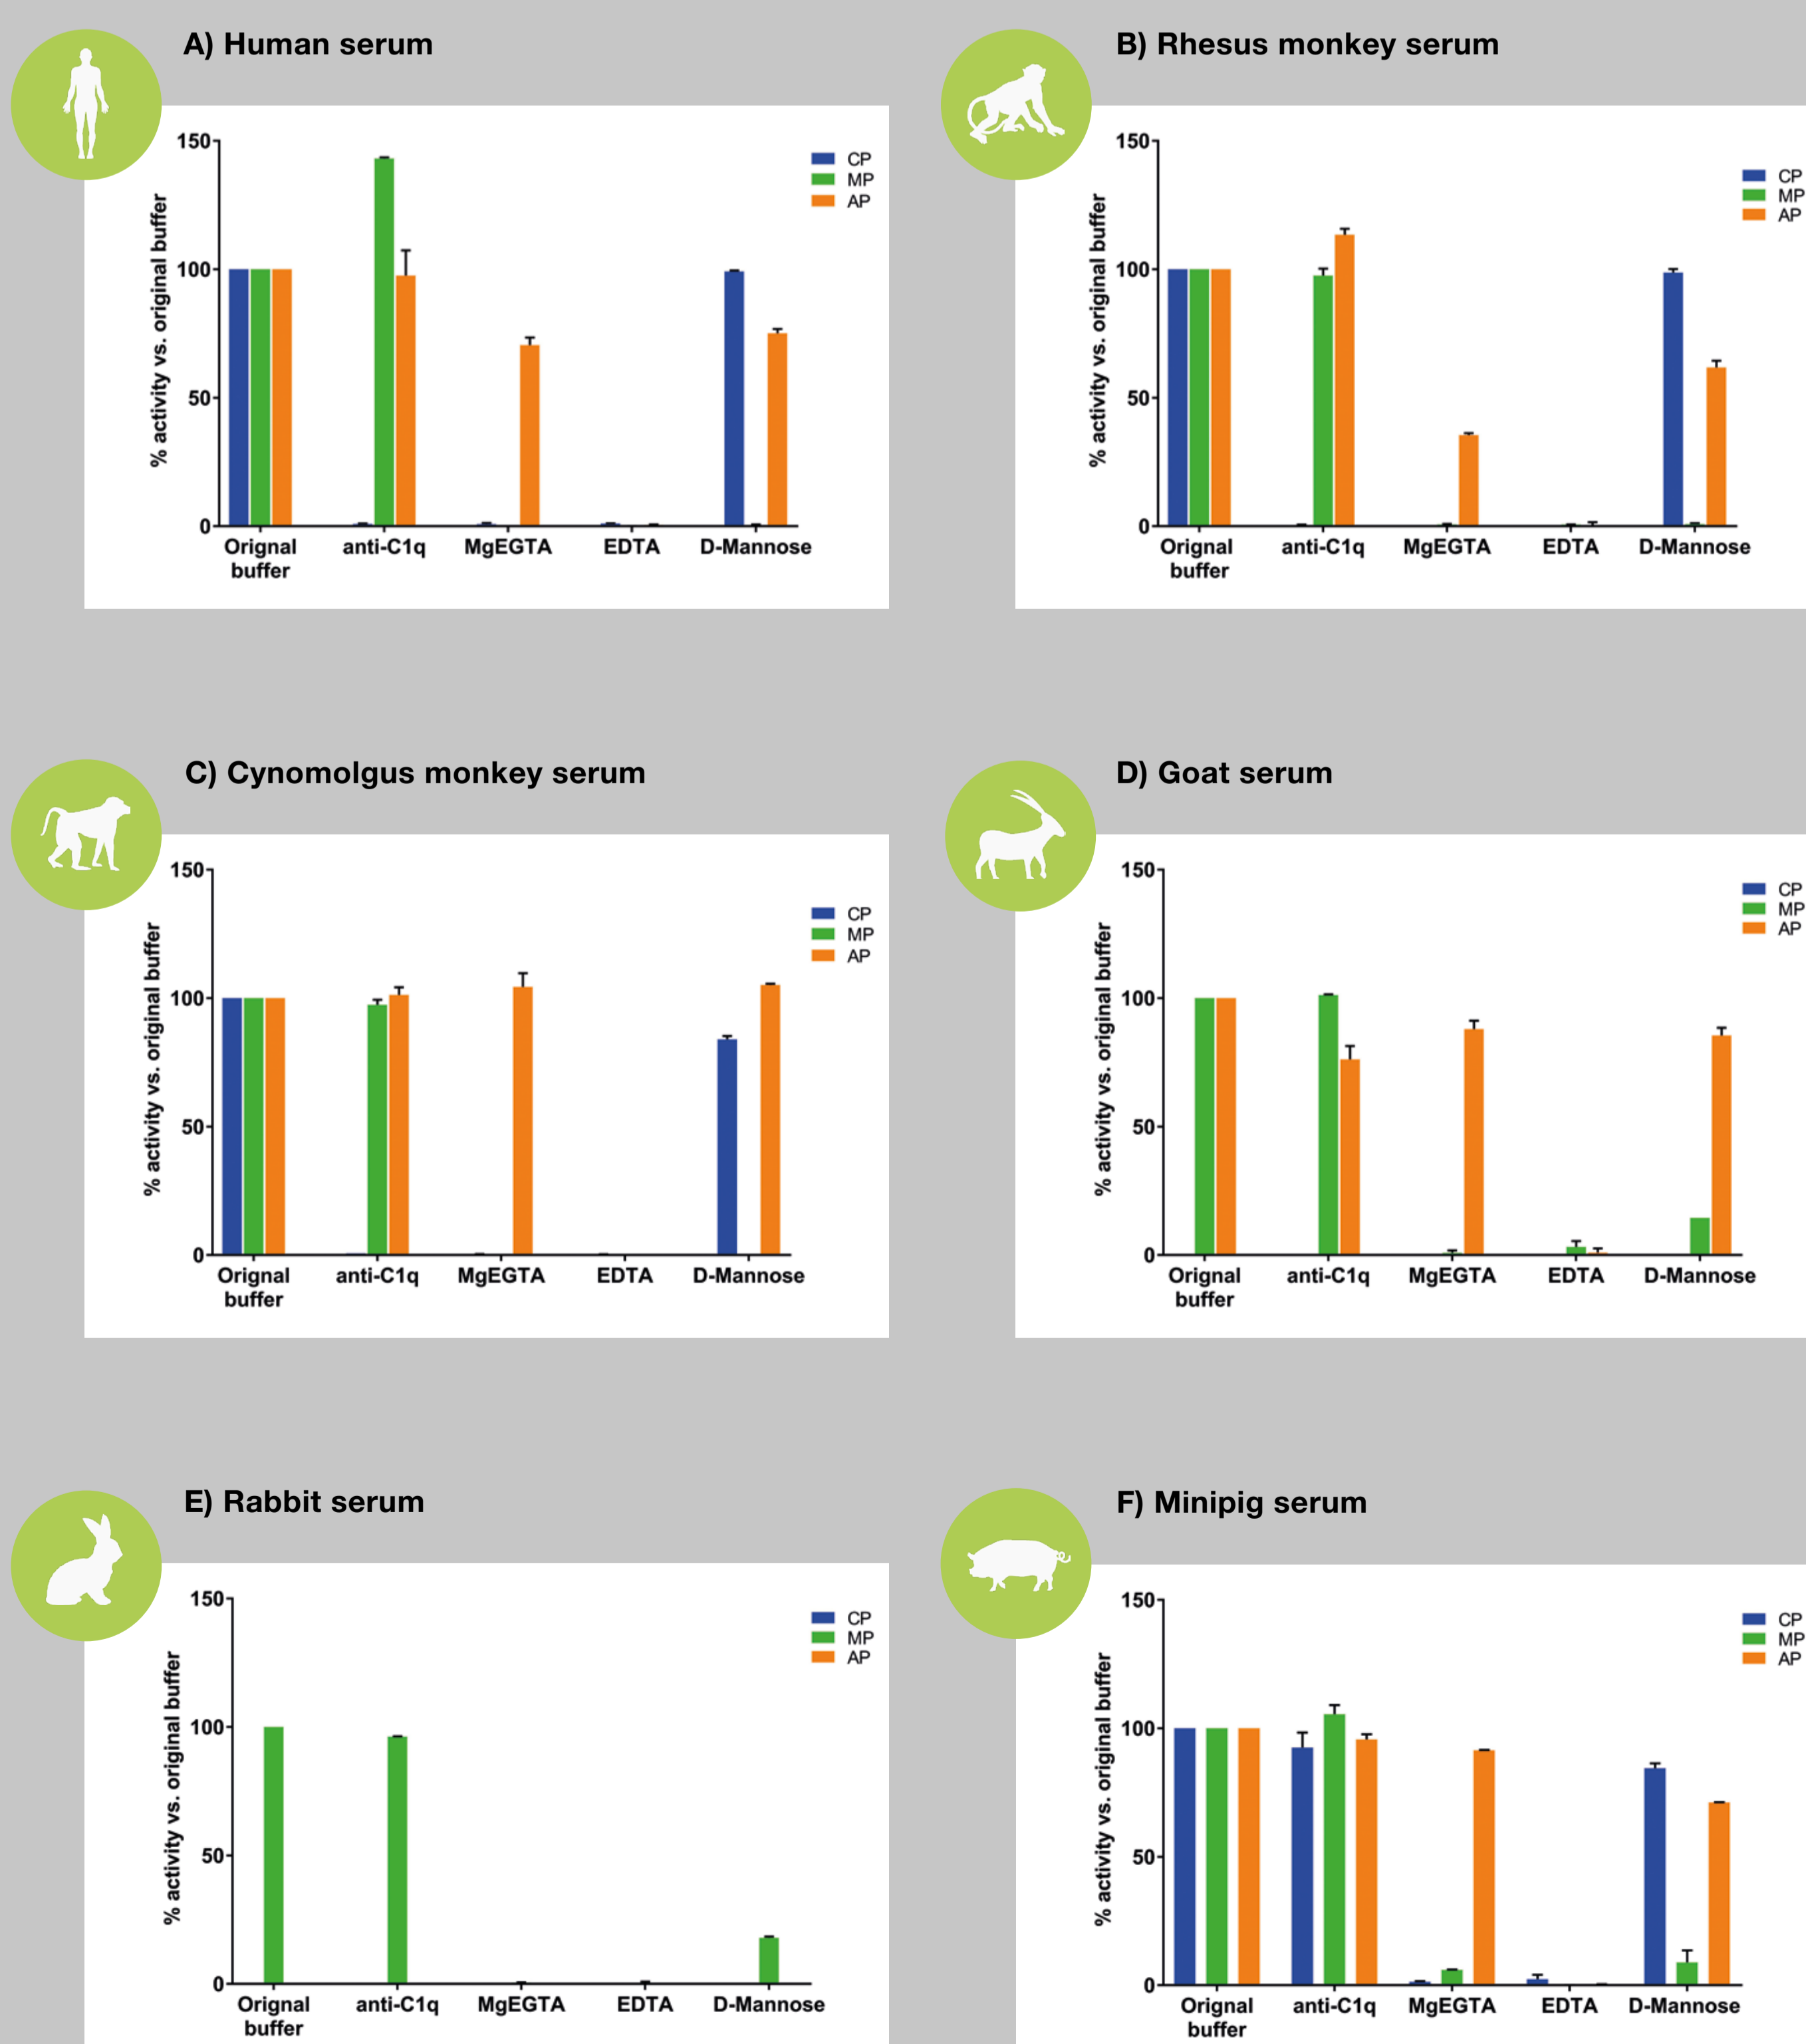 A) Human serum
150
100
50
0
% activity vs. original buffer
CP
MP
AP
Orignal buffer
anti-C1q
MgEGTA
EDTA
D-Mannose
B) Rhesus monkey serum
150
100
50
0
% activity vs. original buffer
CP
MP
AP
Orignal buffer
anti-C1q
MgEGTA
EDTA
D-Mannose
C) Cynomolgus monkey serum
150
100
50
0
% activity vs. original buffer
CP
MP
AP
Orignal buffer
anti-C1q
MgEGTA
EDTA
D-Mannose
D) Goat serum
150
100
50
0
% activity vs. original buffer
CP
MP
AP
Orignal buffer
anti-C1q
MgEGTA
EDTA
D-Mannose
E) Rabbit serum
150
100
50
0
% activity vs. original buffer
CP
MP
AP
Orignal buffer
anti-C1q
MgEGTA
EDTA
D-Mannose
F) Minipig serum
150
100
50
0
% activity vs. original buffer
CP
MP
AP
Orignal buffer
anti-C1q
MgEGTA
EDTA
D-Mannose